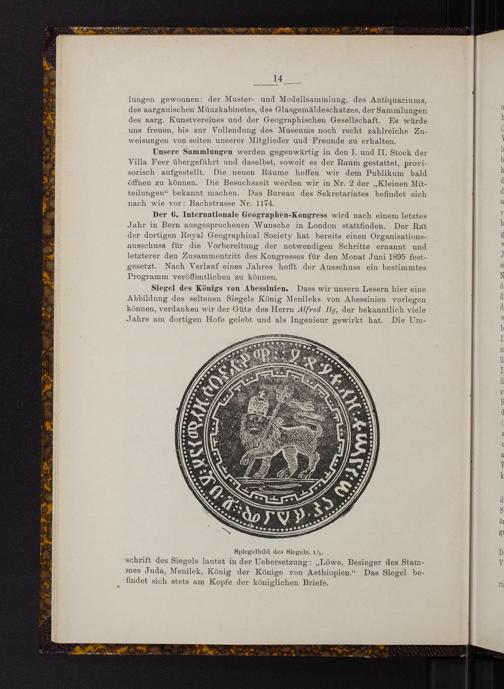 14
lungen gewonnen: der Muster- und Modellsammlung, des Antiquariums,
des aargauischen Münzkabinetes, des Glasgemäldeschatzes, der Sammlungen
des aarg. Kunstvereines und der Geographischen Gesellschaft. Es würde
uns freuen, bis zur Vollendung des Museums noch recht zahlreiche Zu-
weisungen von seiten unserer Mitglieder und Freunde zu erhalten.
Unsere Sammlungen werden gegenwärtig in den I. und II. Stock der
Villa Feer übergeführt und daselbst, soweit es der Raum gestattet, provi-
sorisch aufgestellt. Die neuen Räume hoffen wir dem Publikum bald
öffnen zu können. Die Besuchszeit werden wir in Nr. 2 der „Kleinen Mit-
teilungen" bekannt machen. Das Bureau des Sekretariates befindet sich
nach wie vor: Bachstrasse Nr. 1174.
Der 6. Internationale Geographen-Kongress wird nach einem letztes
Jahr in Bern ausgesprochenen Wunsche in London stattfinden. Der Rat
der dortigen Royal Geographical Society hat bereits einen Organisations-
ausschuss für die Vorbereitung der notwendigen Schritte ernannt und
letzterer den Zusammentritt des Kongresses für den Monat Juni 1895 fest-
gesetzt. Nach Verlauf eines Jahres hofft der Ausschuss ein bestimmtes
Programm veröffentlichen zu können.
Siegel des Königs von Abessinien. Dass wir unsern Lesern hier eine
Abbildung des seltenen Siegels König Menileks von Abessinien vorlegen
können, verdanken wir der Güte des Herrn Alfred Ilg, der bekanntlich viele
Jahre am dortigen Hofe gelebt und als Ingenieur gewirkt hat. Die Um-
Spiegelbild des Siegels. 1/1.
schrift des Siegels lautet in der Uebersetzung: „Löwe, Besieger des Stam-
mes Juda, Menilek, König der Könige von Aethiopien." Das Siegel be-
findet sich stets am Kopfe der königlichen Briefe.